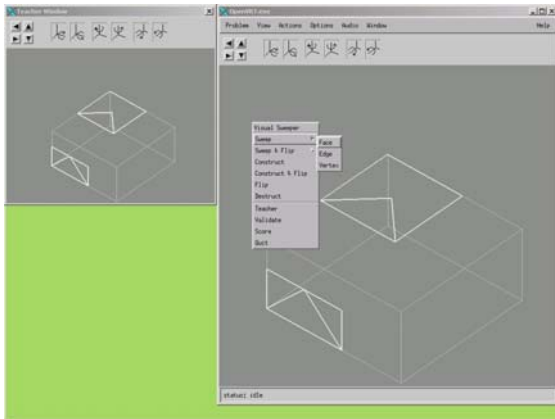 Teacher Window
OpenVRLT.exe
Problem View Actions Options Audio Window Help
Visual Sweeper
Sweep
Face
Sweep & Flip
Edge
Construct
Vertex
Construct & Flip
Flip
Destruct
Teacher
Validate
Score
Quit
status: idle